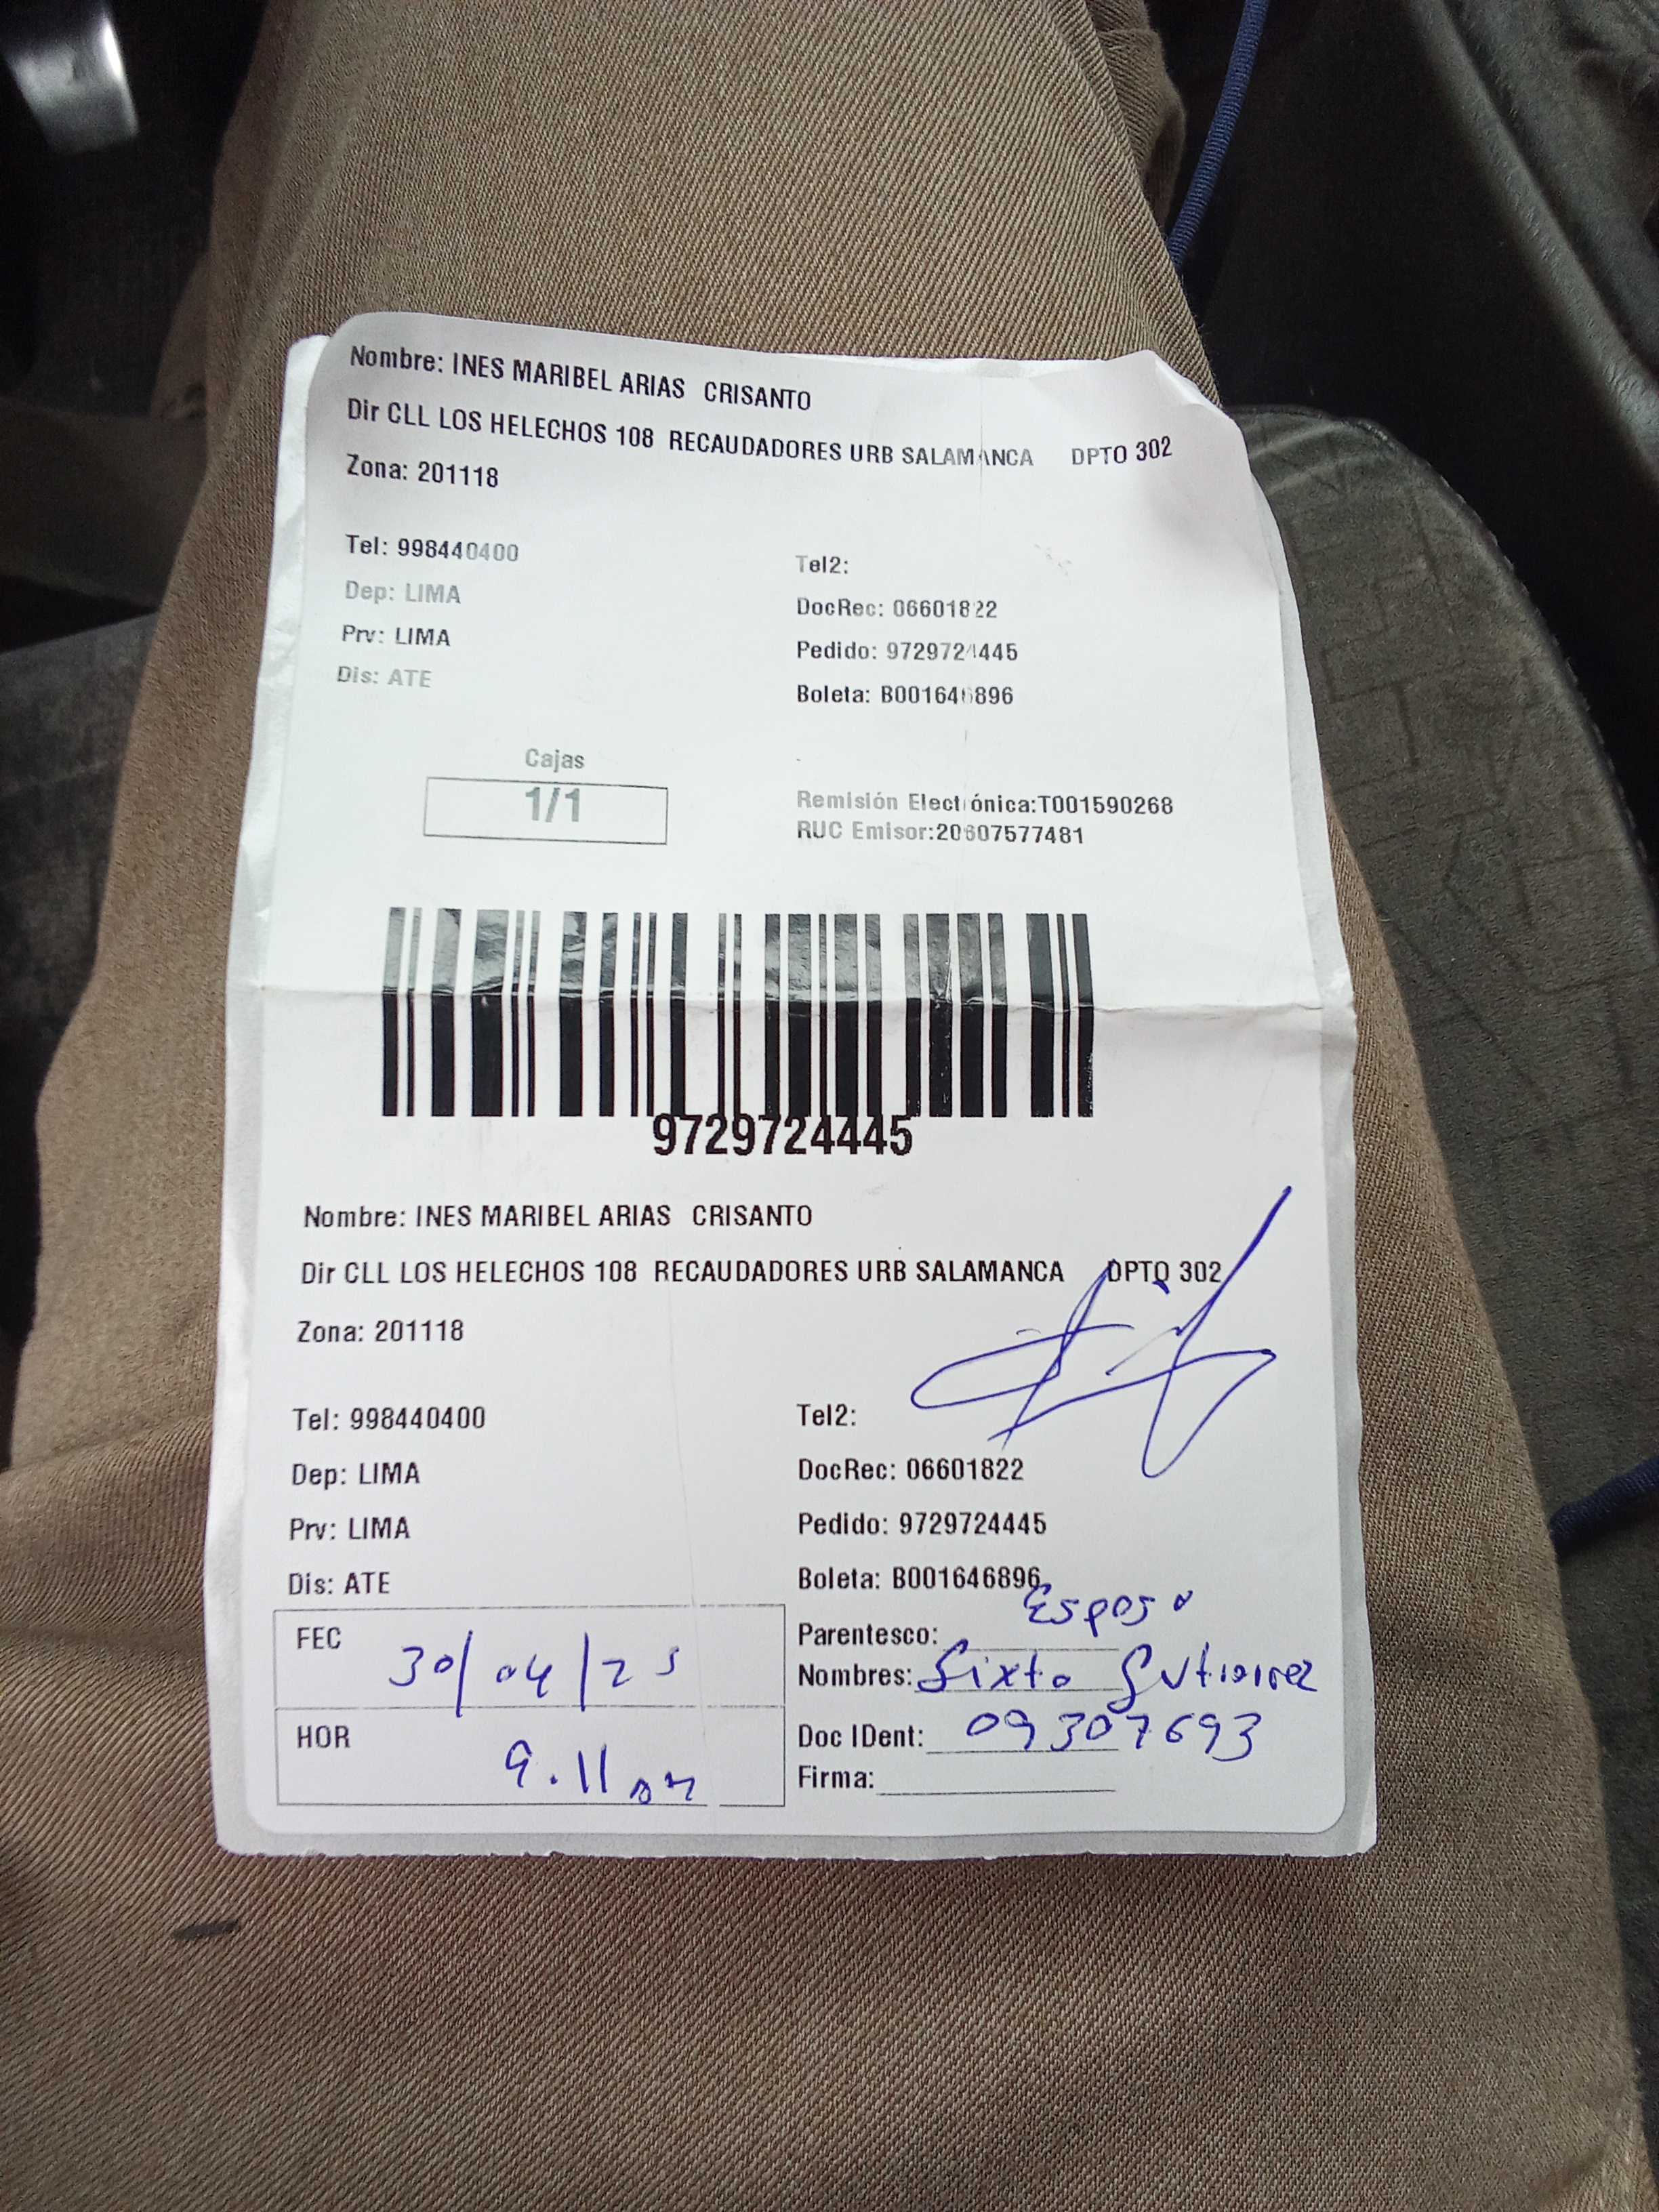 Nombre: INES MARIBEL ARIAS CRISANTO
Dir CLL LOS HELECHOS 108 RECAUDADORES URB SALAMANCA DPTO 302
Zona: 201118
Tel: 998440400
Tel2:
Dep: LIMA
DocRec: 06601822
Prv: LIMA
Pedido: 9729724445
Dis: ATE
Boleta: B001646896
Cajas
1/1
Remisión Electrónica:T001590268
RUC Emisor:20607577481
9729724445
Nombre: INES MARIBEL ARIAS CRISANTO
Dir CLL LOS HELECHOS 108 RECAUDADORES URB SALAMANCA DPTO 302
Zona: 201118
Tel: 998440400
Tel2:
Dep: LIMA
DocRec: 06601822
Prv: LIMA
Pedido: 9729724445
Dis: ATE
Boleta: B001646896
FEC 30/04/25
Parentesco: Esposo
Nombres: Sixto Gutierrez
HOR 9.11 am
Doc IDent: 09307693
Firma: